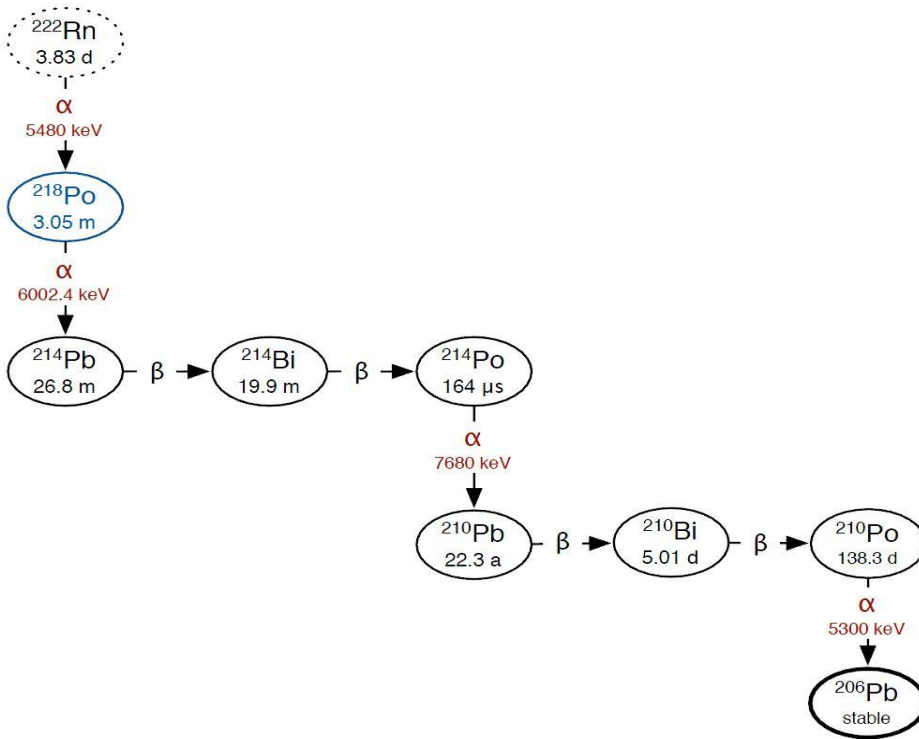 ²²²Rn
3.83 d
α
5480 keV
²¹⁸Po
3.05 m
α
6002.4 keV
²¹⁴Pb
26.8 m
β
²¹⁴Bi
19.9 m
β
²¹⁴Po
164 µs
α
7680 keV
²¹⁰Pb
22.3 a
β
²¹⁰Bi
5.01 d
β
²¹⁰Po
138.3 d
α
5300 keV
²⁰⁶Pb
stable